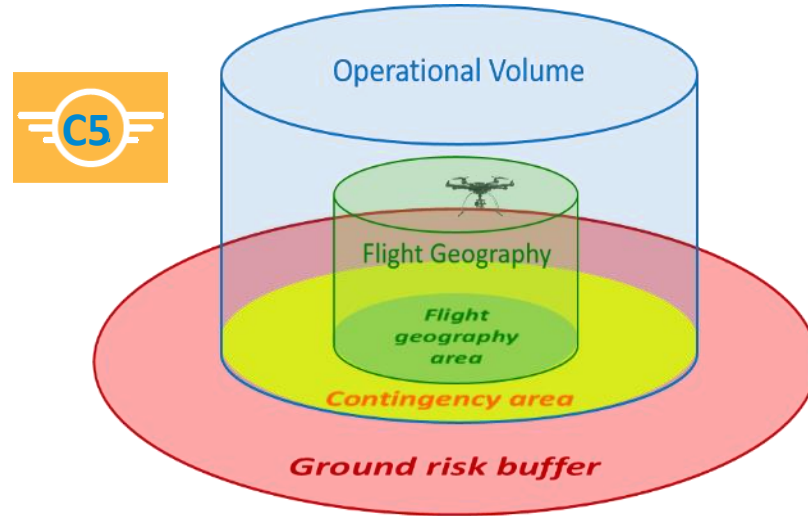 Operational Volume
C5
Flight Geography
Flight
geography
area
Contingency area
Ground risk buffer